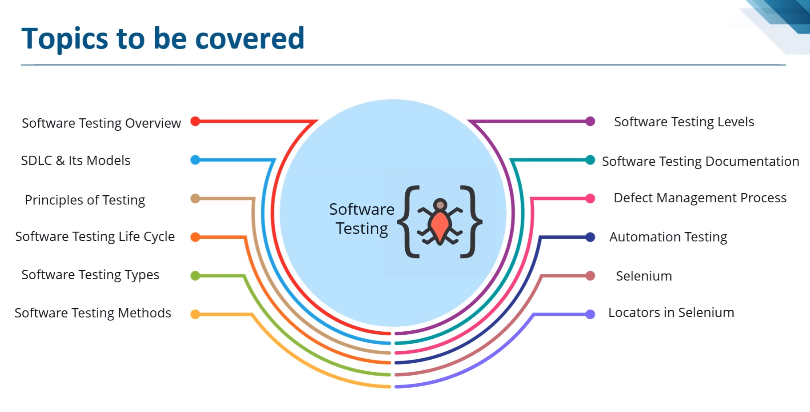 Topics to be covered
Software Testing Overview
SDLC & Its Models
Principles of Testing
Software Testing Life Cycle
Software Testing Types
Software Testing Methods
Software
Testing
Software Testing Levels
Software Testing Documentation
Defect Management Process
Automation Testing
Selenium
Locators in Selenium